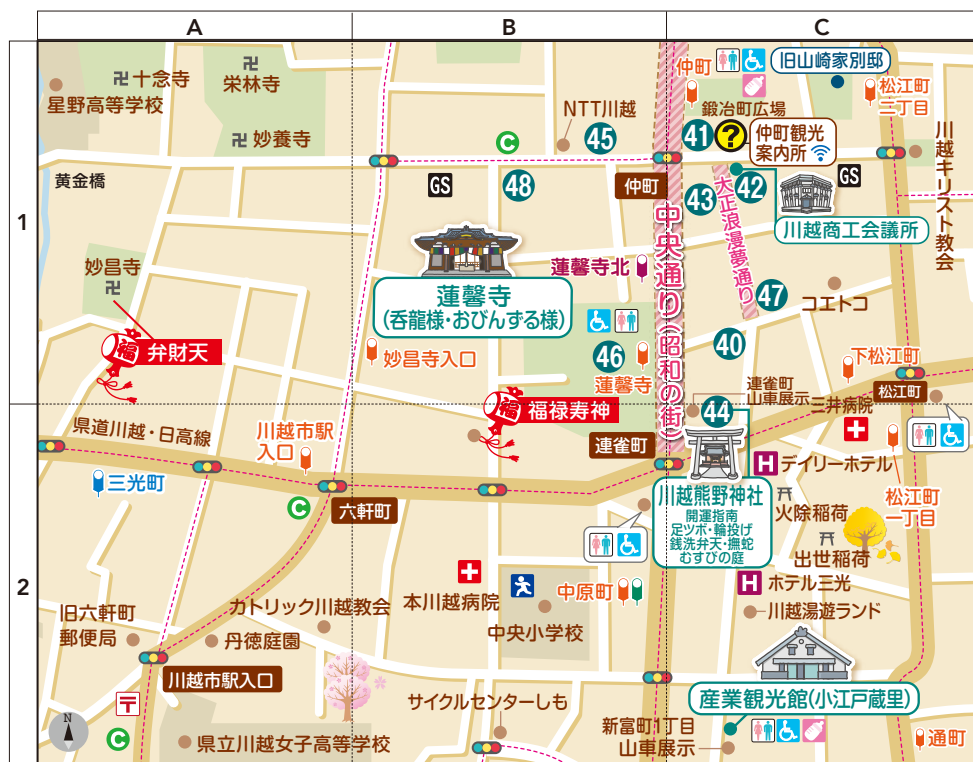 A
B
C
1
2
卍十念寺
星野高等学校
栄林寺
卍妙養寺
黄金橋
妙昌寺
卍
福
弁財天
NTT川越
45
C
GS
48
仲町
蓮馨寺
(呑龍様・おびんずる様)
蓮馨寺北
妙昌寺入口
46
蓮馨寺
福
福禄寿神
中央通り(昭和の街)
仲町
旧山崎家別邸
鍛冶町広場
松江町
二丁目
41
?
仲町観光
案内所
43
42
GS
川越商工会議所
大正浪漫夢通り
川越キリスト教会
47
コエトコ
40
下松江町
松江町
連雀町
山車展示
44
三井病院
県道川越・日高線
川越市駅
入口
三光町
C
六軒町
連雀町
H デイリーホテル
川越熊野神社
開運指南
足ツボ・輪投げ
銭洗弁天・撫蛇
むすびの庭
火除稲荷
松江町
一丁目
出世稲荷
H ホテル三光
川越湯遊ランド
本川越病院
中央小学校
中原町
旧六軒町
郵便局
カトリック川越教会
丹徳庭園
川越市駅入口
〒
C
N
県立川越女子高等学校
サイクルセンターしも
産業観光館(小江戸蔵里)
新富町1丁目
山車展示
通町